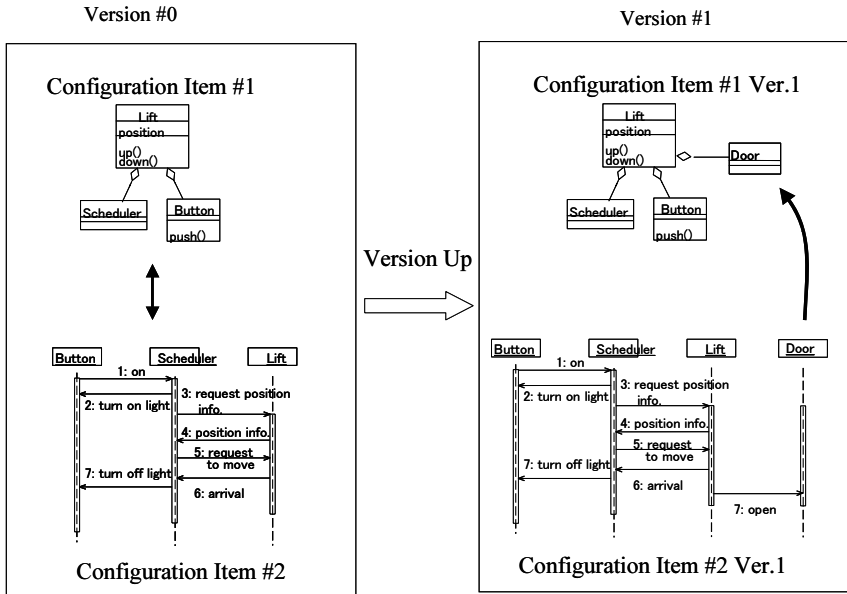 Version #0
Configuration Item #1
Lift
position
up()
down()
Scheduler
Button
push()
Button
Scheduler
Lift
1: on
2: turn on light
3: request position
info.
4: position info.
5: request
to move
7: turn off light
6: arrival
Configuration Item #2
Version Up
Version #1
Configuration Item #1 Ver.1
Lift
position
up()
down()
Door
Scheduler
Button
push()
Button
Scheduler
Lift
Door
1: on
2: turn on light
3: request position
info.
4: position info.
5: request
to move
7: turn off light
6: arrival
7: open
Configuration Item #2 Ver.1